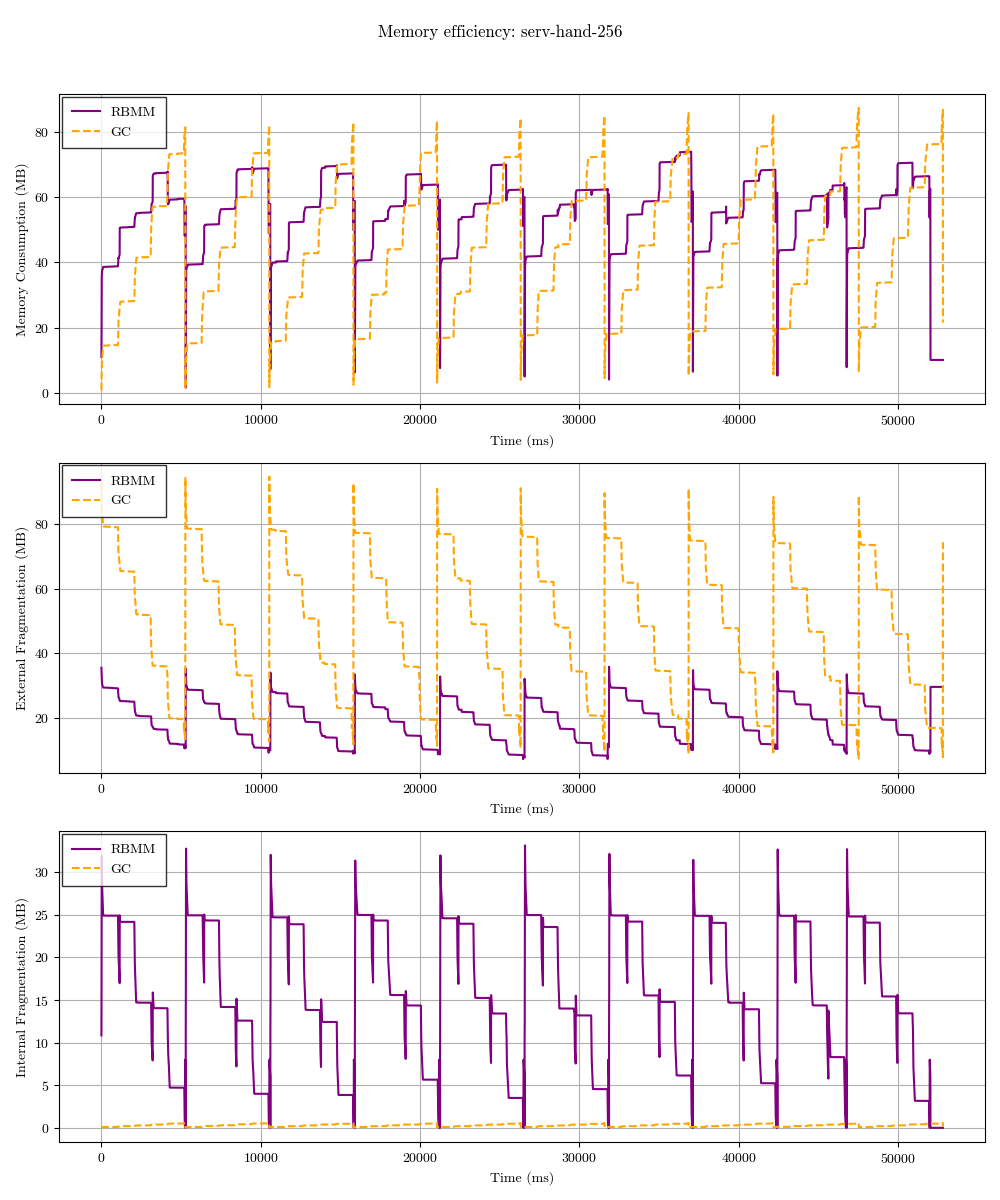 Memory efficiency: serv-hand-256
RBMM
GC
Memory Consumption (MB)
80
60
40
20
0
0 10000 20000 30000 40000 50000
Time (ms)
RBMM
GC
External Fragmentation (MB)
80
60
40
20
0 10000 20000 30000 40000 50000
Time (ms)
RBMM
GC
Internal Fragmentation (MB)
30
25
20
15
10
5
0
0 10000 20000 30000 40000 50000
Time (ms)